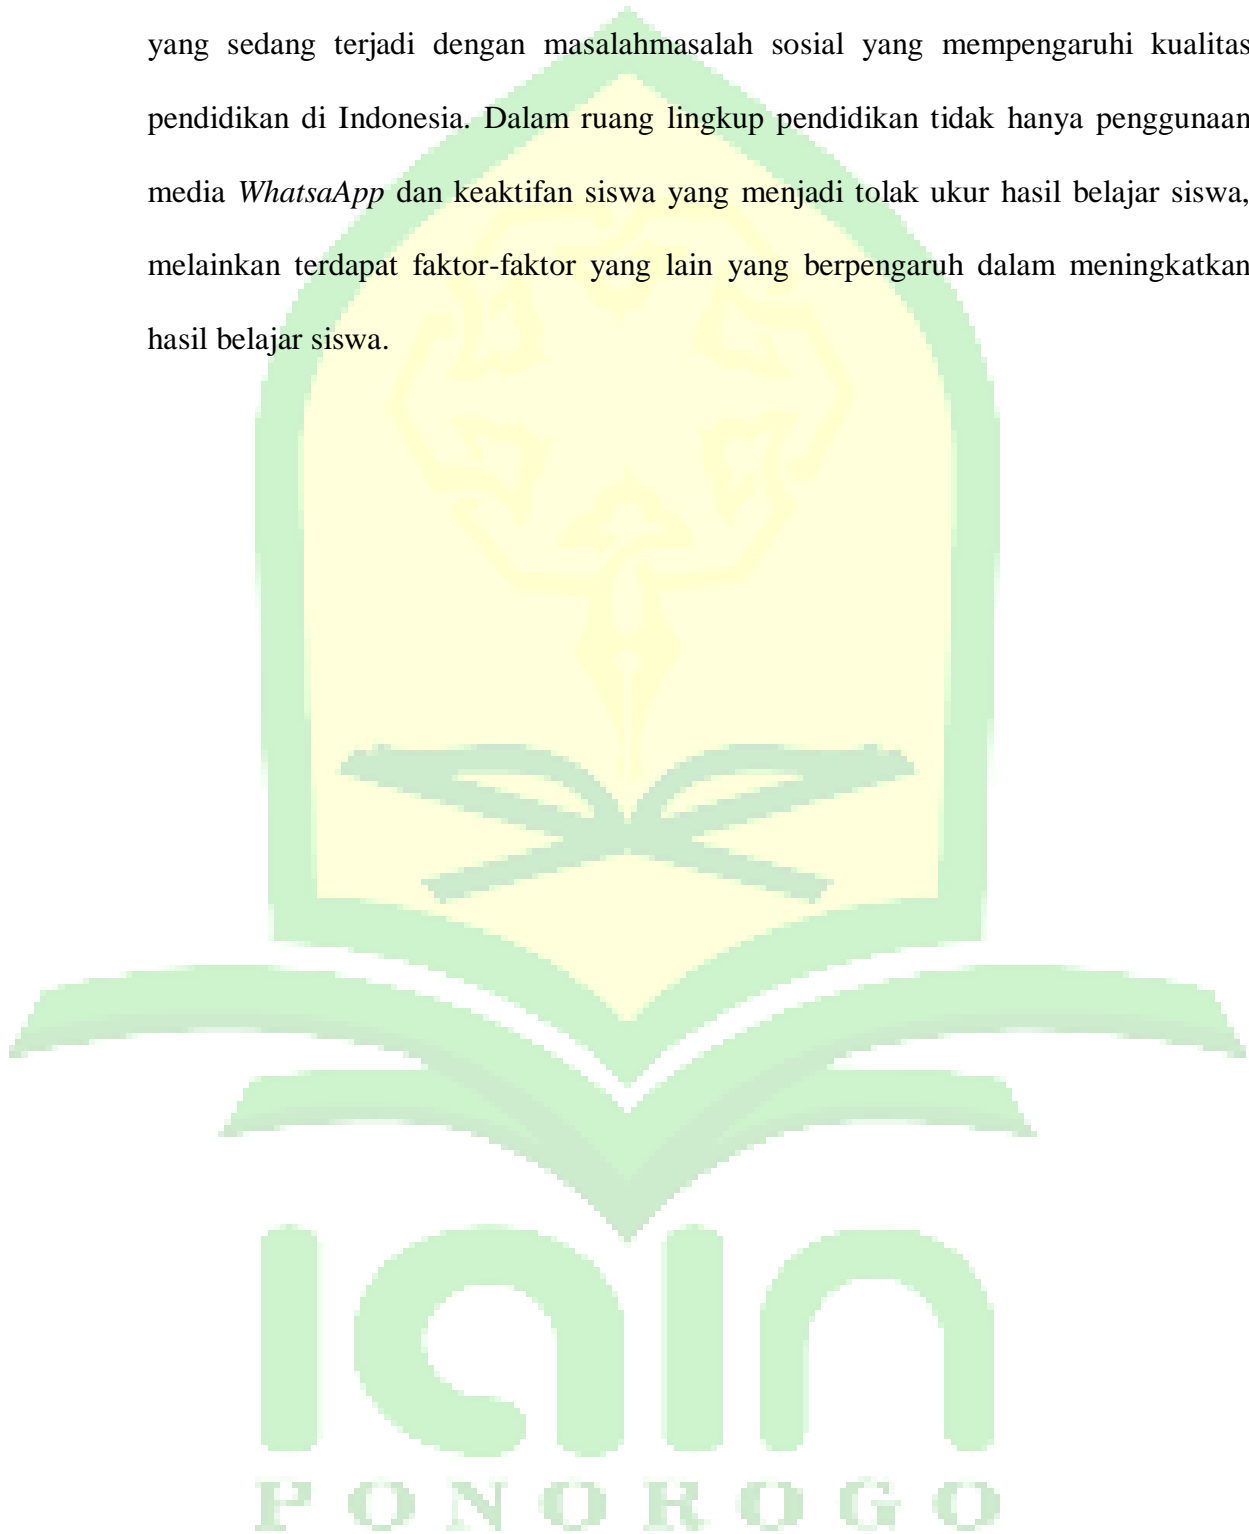 yang sedang terjadi dengan masalahmasalah sosial yang mempengaruhi kualitas
pendidikan di Indonesia. Dalam ruang lingkup pendidikan tidak hanya penggunaan
media WhatsaApp dan keaktifan siswa yang menjadi tolak ukur hasil belajar siswa,
melainkan terdapat faktor-faktor yang lain yang berpengaruh dalam meningkatkan
hasil belajar siswa.
iain
PONOROGO